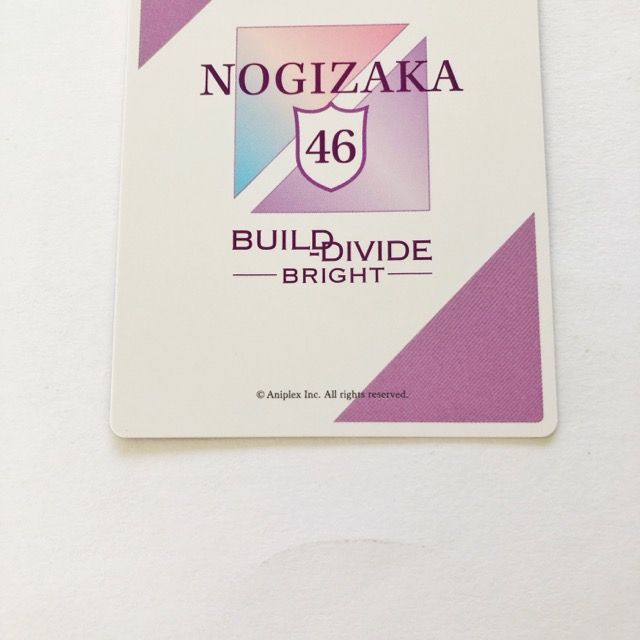 NOGIZAKA
46
BUILD-DIVIDE
BRIGHT
© Aniplex Inc. All rights reserved.